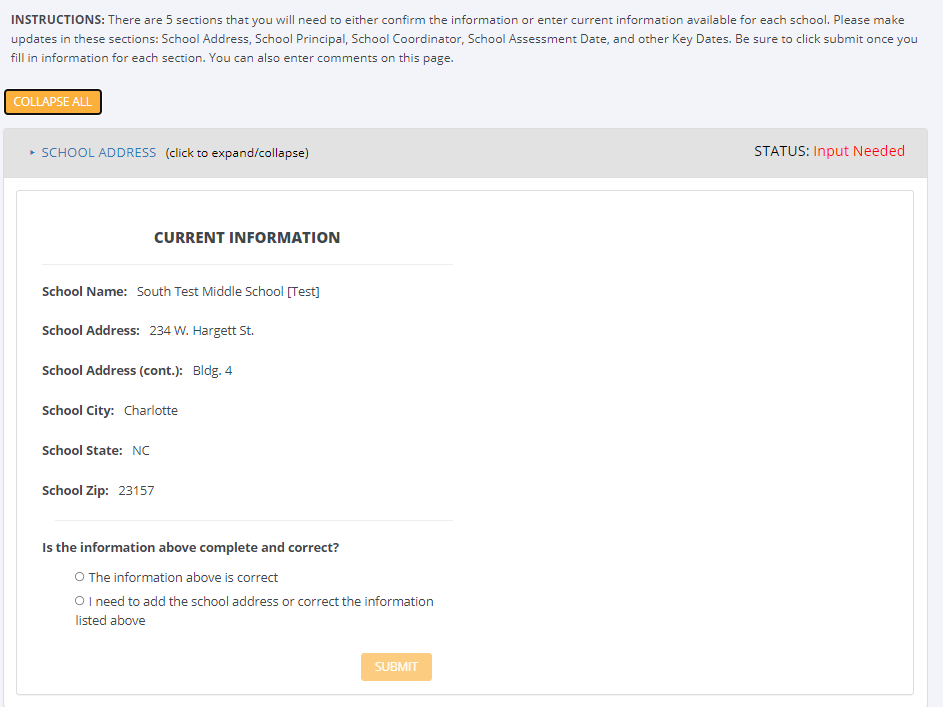 INSTRUCTIONS: There are 5 sections that you will need to either confirm the information or enter current information available for each school. Please make
updates in these sections: School Address, School Principal, School Coordinator, School Assessment Date, and other Key Dates. Be sure to click submit once you
fill in information for each section. You can also enter comments on this page.
COLLAPSE ALL
SCHOOL ADDRESS (click to expand/collapse) STATUS: Input Needed
CURRENT INFORMATION
School Name: South Test Middle School [Test]
School Address: 234 W. Hargett St.
School Address (cont.): Bldg. 4
School City: Charlotte
School State: NC
School Zip: 23157
Is the information above complete and correct?
The information above is correct
I need to add the school address or correct the information
listed above
SUBMIT